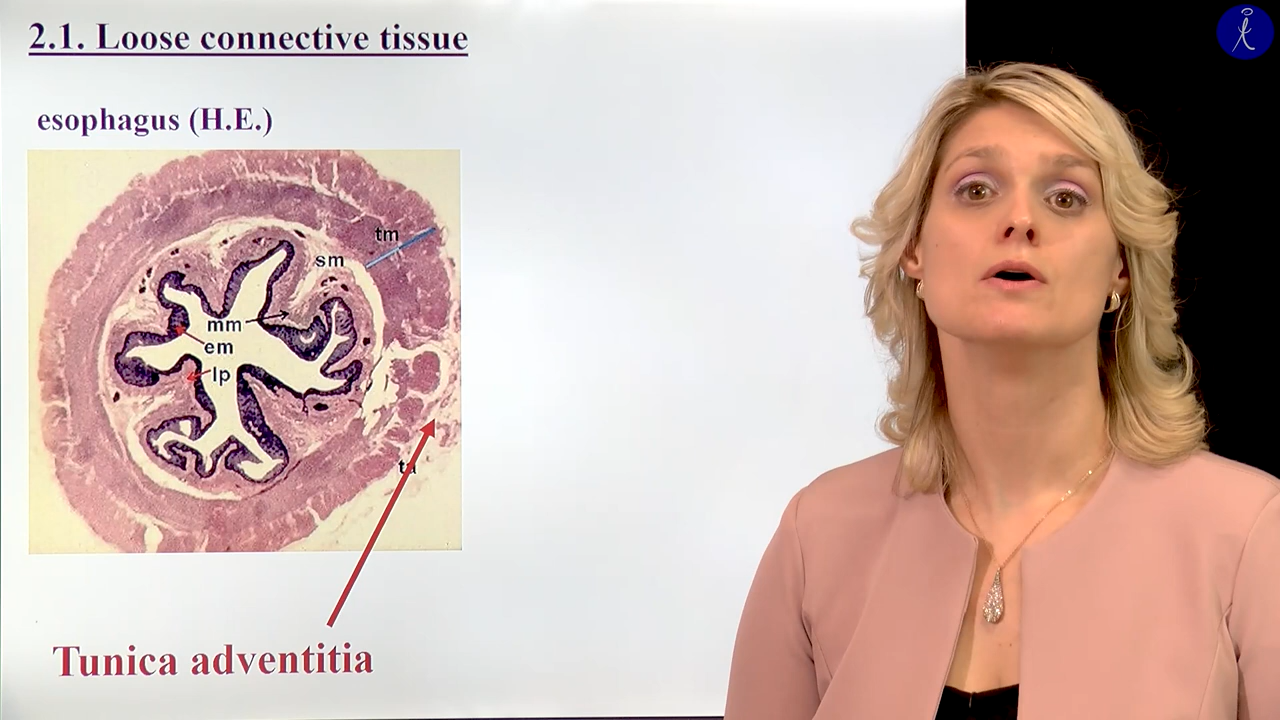 2.1. Loose connective tissue
esophagus (H.E.)
tm
sm
mm
em
lp
ta
Tunica adventitia